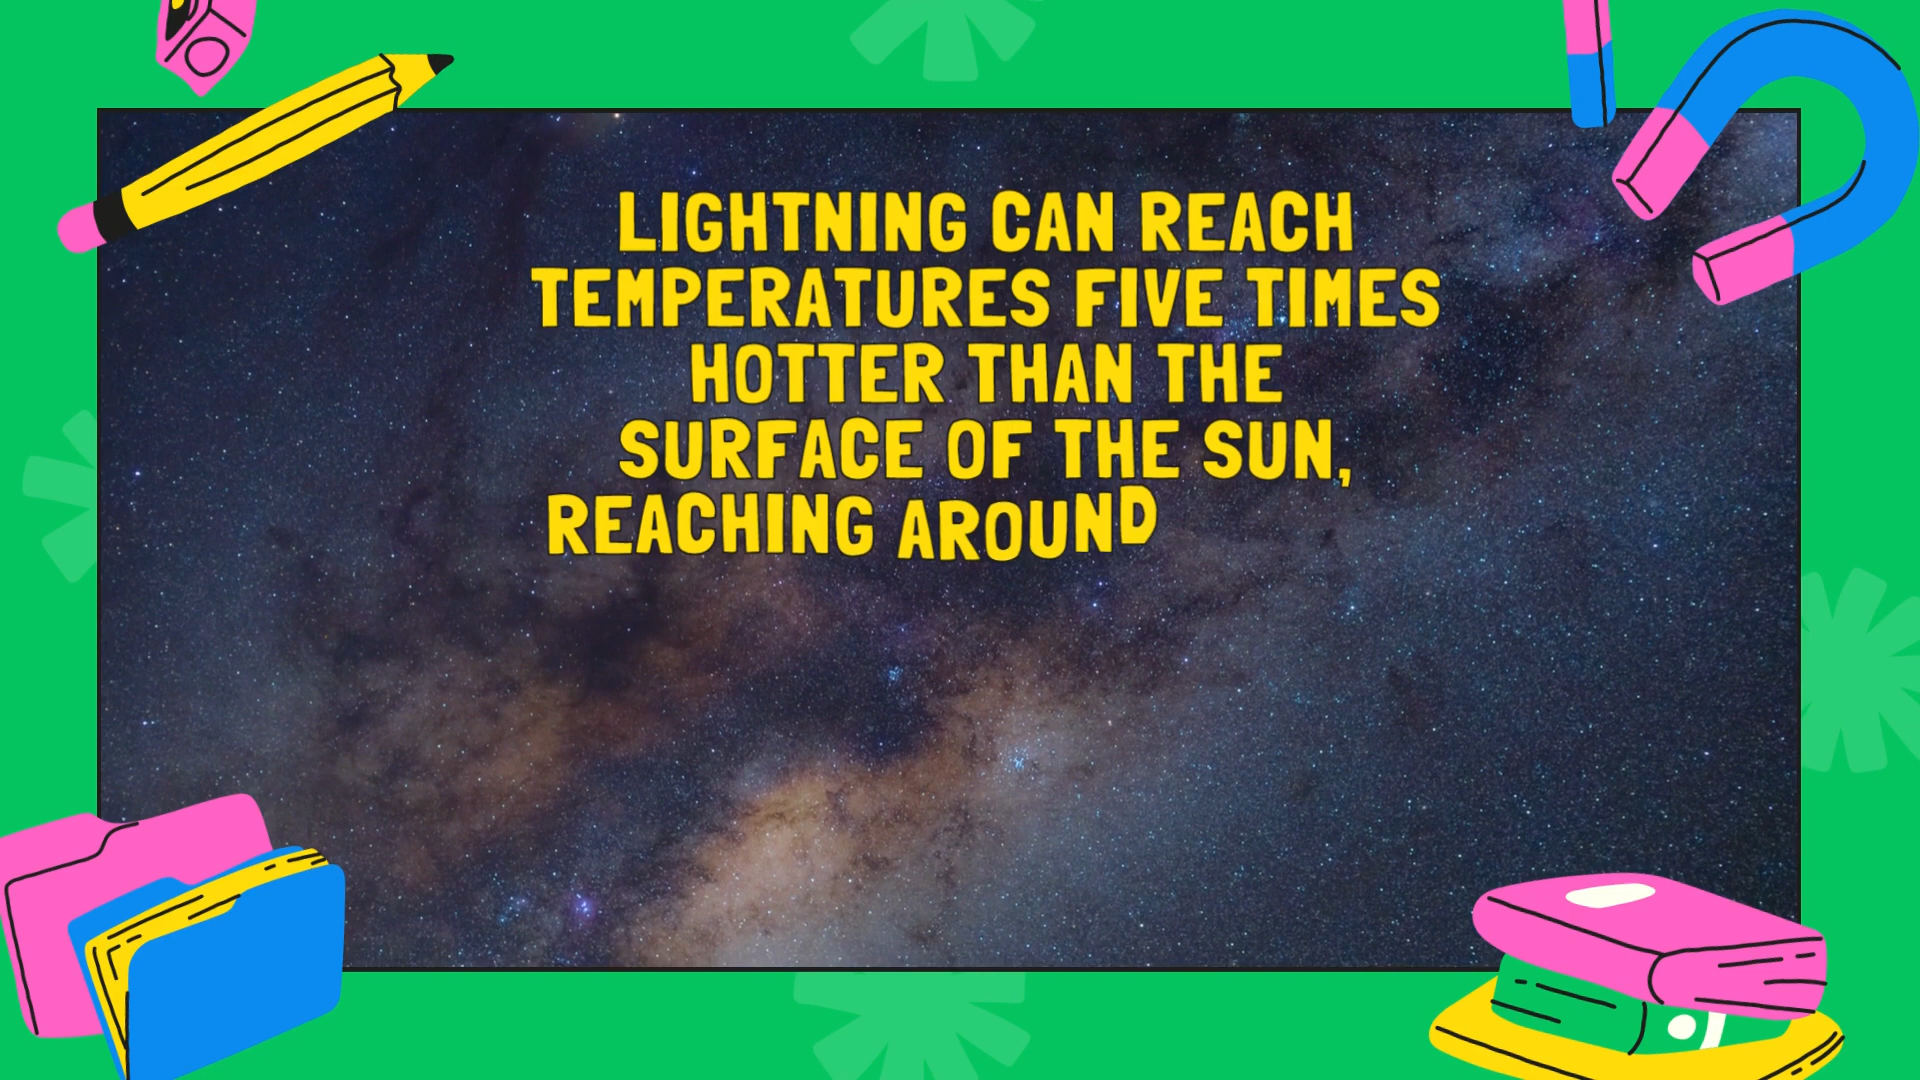 LIGHTNING CAN REACH
TEMPERATURES FIVE TIMES
HOTTER THAN THE
SURFACE OF THE SUN,
REACHING AROUND